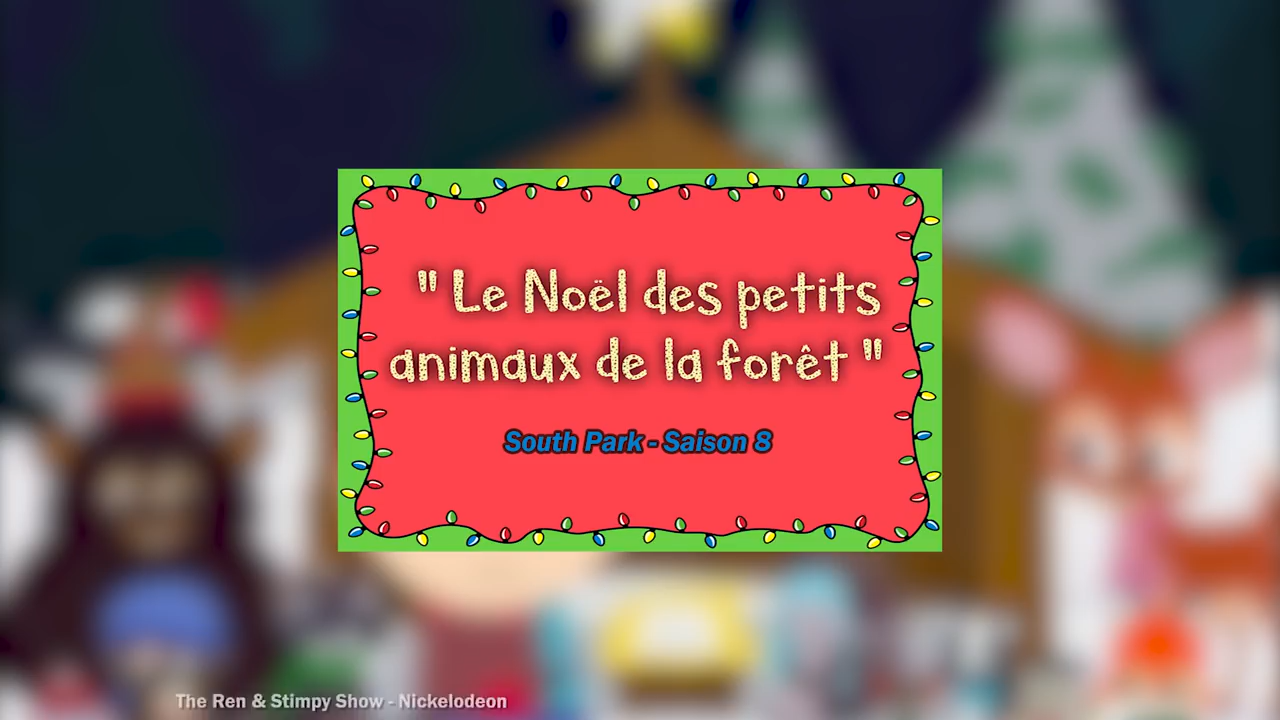 " Le Noël des petits
animaux de la forêt "
South Park - Saison 8
The Ren & Stimpy Show - Nickelodeon